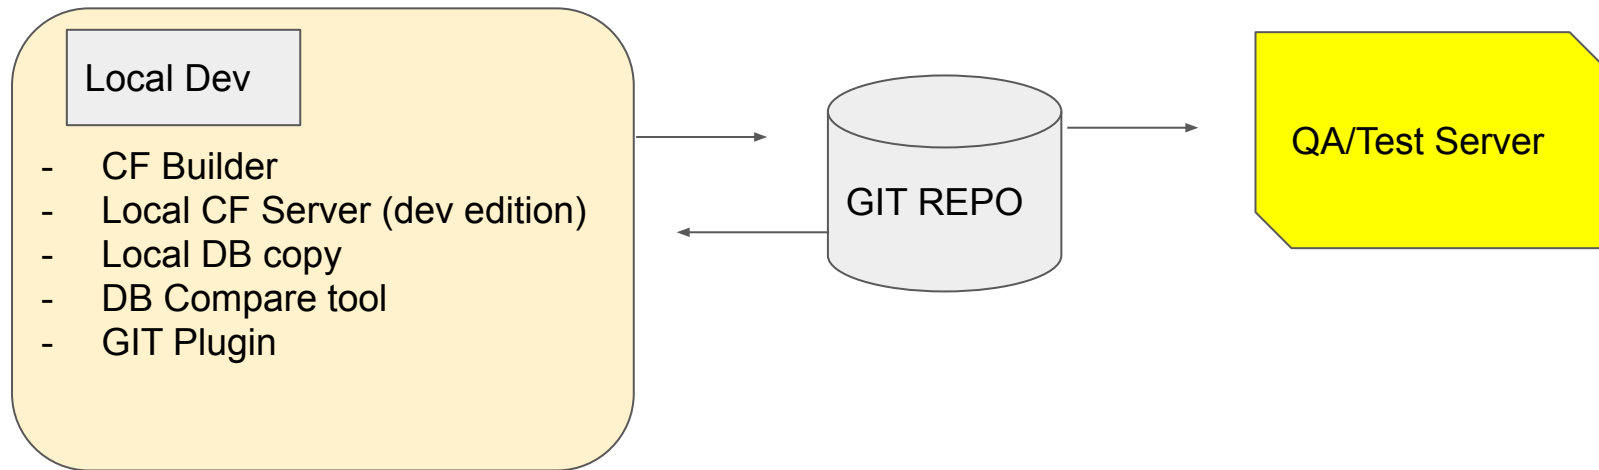 Local Dev
- CF Builder
- Local CF Server (dev edition)
- Local DB copy
- DB Compare tool
- GIT Plugin
GIT REPO
QA/Test Server